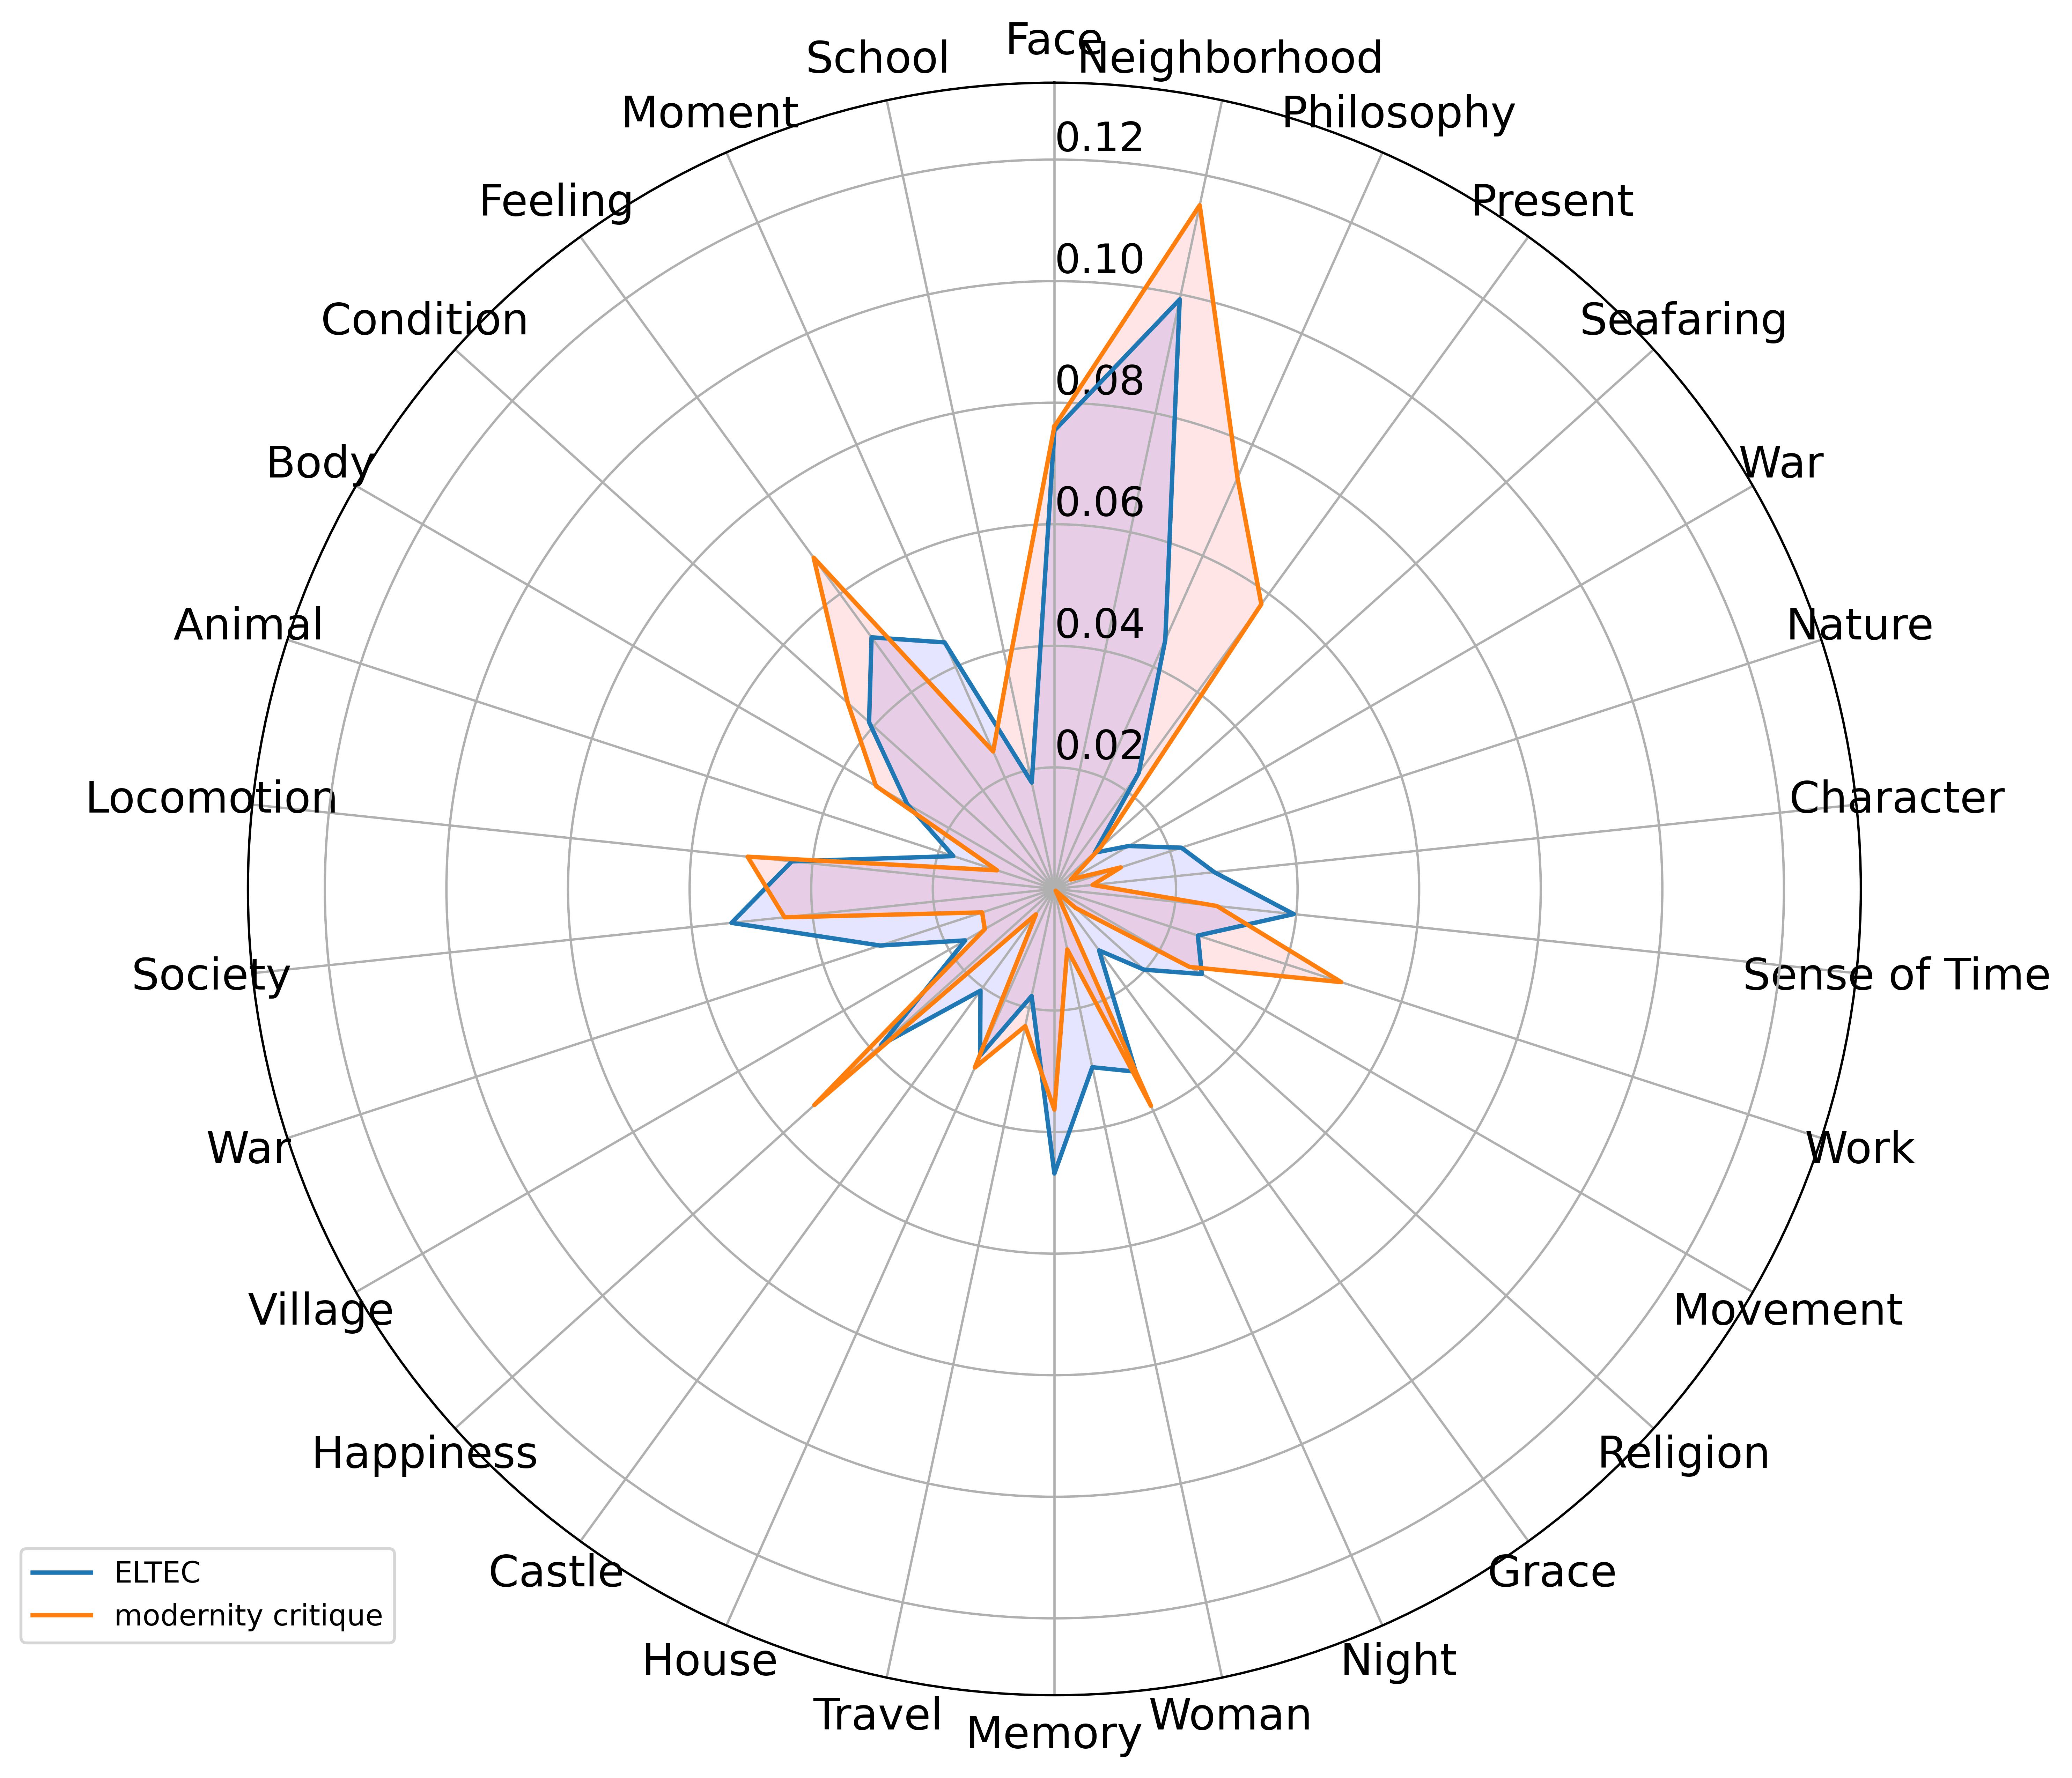 Face
School
Neighborhood
Moment
Philosophy
0.12
Feeling
Present
0.10
Condition
Seafaring
0.08
Body
War
0.06
Animal
Nature
0.04
0.02
Locomotion
Character
Society
Sense of Time
War
Work
Village
Movement
Happiness
Religion
Castle
Grace
House
Night
Travel
Memory
Woman
ELTEC
modernity critique